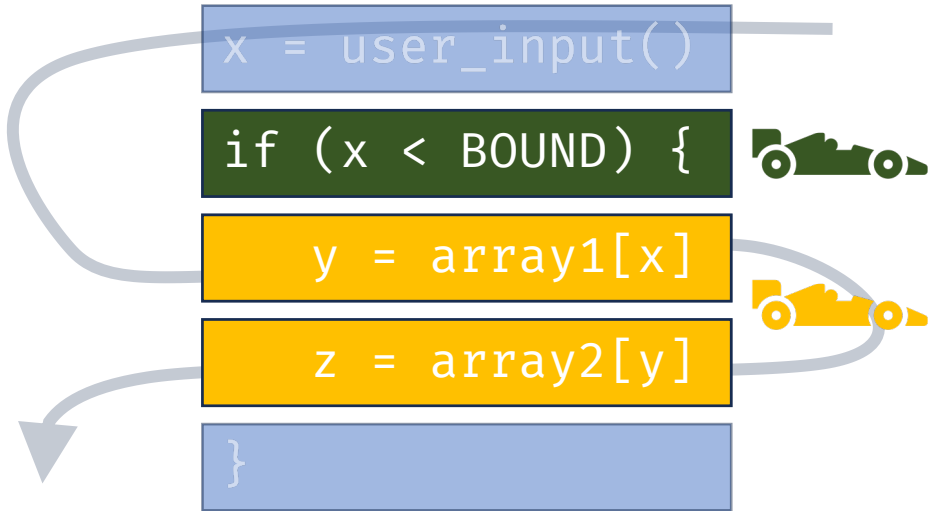 x = user_input()
if (x < BOUND) {
y = array1[x]
z = array2[y]
}